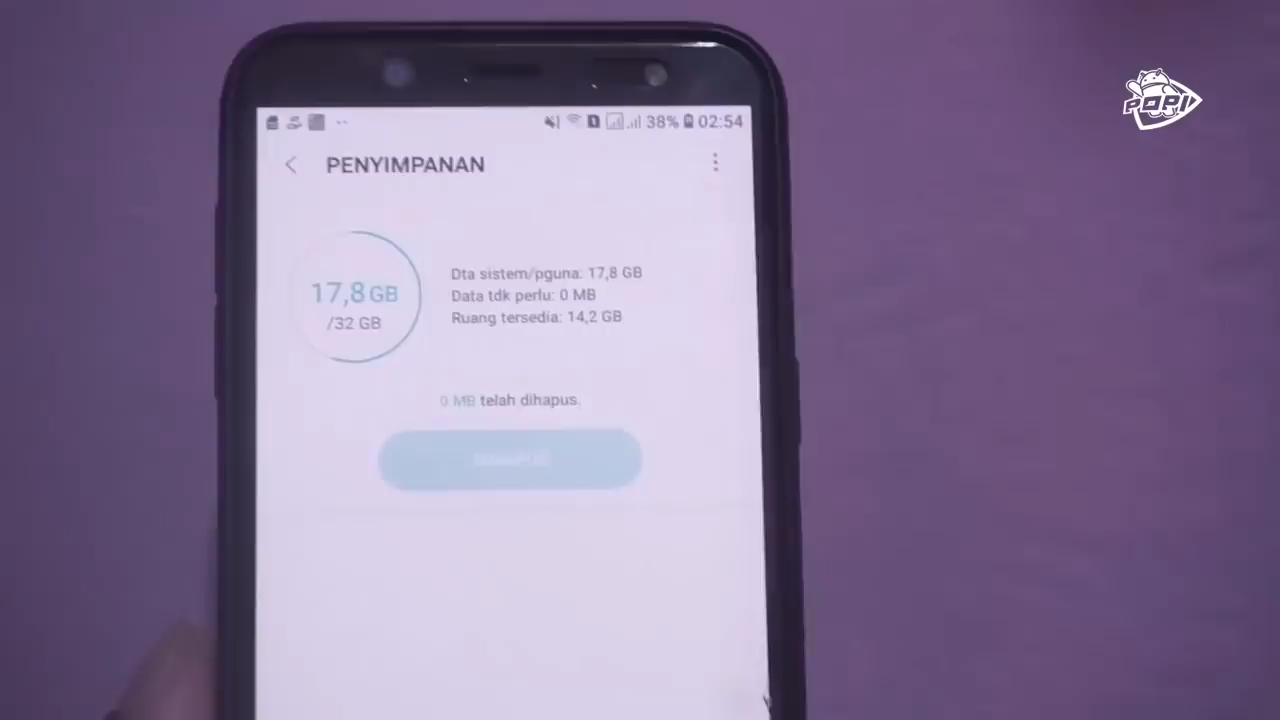 POPI
38% 02:54
PENYIMPANAN
17,8 GB
/32 GB
Dta sistem/pguna: 17,8 GB
Data tdk perlu: 0 MB
Ruang tersedia: 14,2 GB
0 MB telah dihapus.